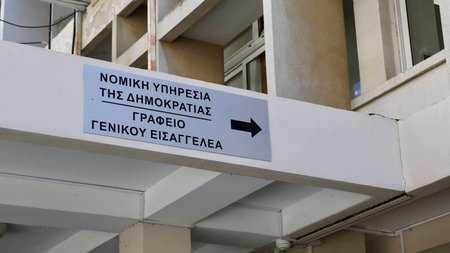 ΝΟΜΙΚΗ ΥΠΗΡΕΣΙΑ
ΤΗΣ ΔΗΜΟΚΡΑΤΙΑΣ
ΓΡΑΦΕΙΟ
ΓΕΝΙΚΟΥ ΕΙΣΑΓΓΕΛΕΑ